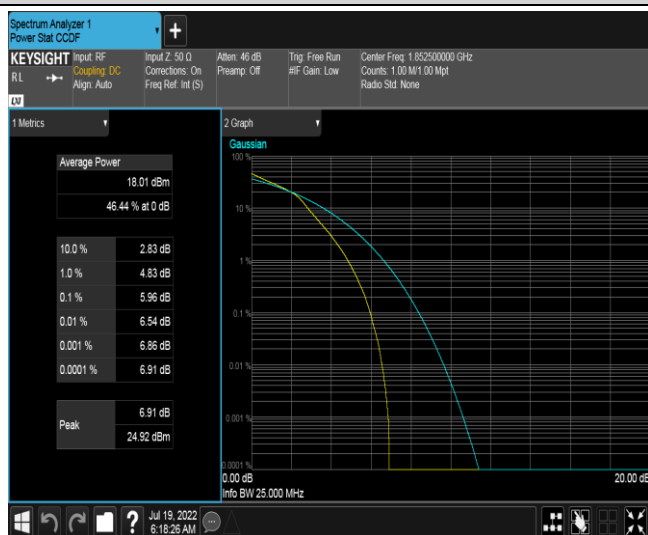 Spectrum Analyzer 1
Power Stat CCDF
+
KEYSIGHT
RL
LXI
Input: RF
Coupling: DC
Align: Auto
Input Z: 50 Ω
Corrections: On
Freq Ref: Int (S)
Atten: 46 dB
Preamp: Off
Trig: Free Run
#IF Gain: Low
Center Freq: 1.852500000 GHz
Counts: 1.00 M/1.00 Mpt
Radio Std: None
1 Metrics
Average Power
18.01 dBm
46.44 % at 0 dB
10.0 % 2.83 dB
1.0 % 4.83 dB
0.1 % 5.96 dB
0.01 % 6.54 dB
0.001 % 6.86 dB
0.0001 % 6.91 dB
Peak
6.91 dB
24.92 dBm
2 Graph
Gaussian
100 %
10 %
1 %
0.1 %
0.01 %
0.001 %
0.0001 %
0.00 dB
20.00 dB
Info BW 25.000 MHz
?
Jul 19, 2022
6:18:26 AM